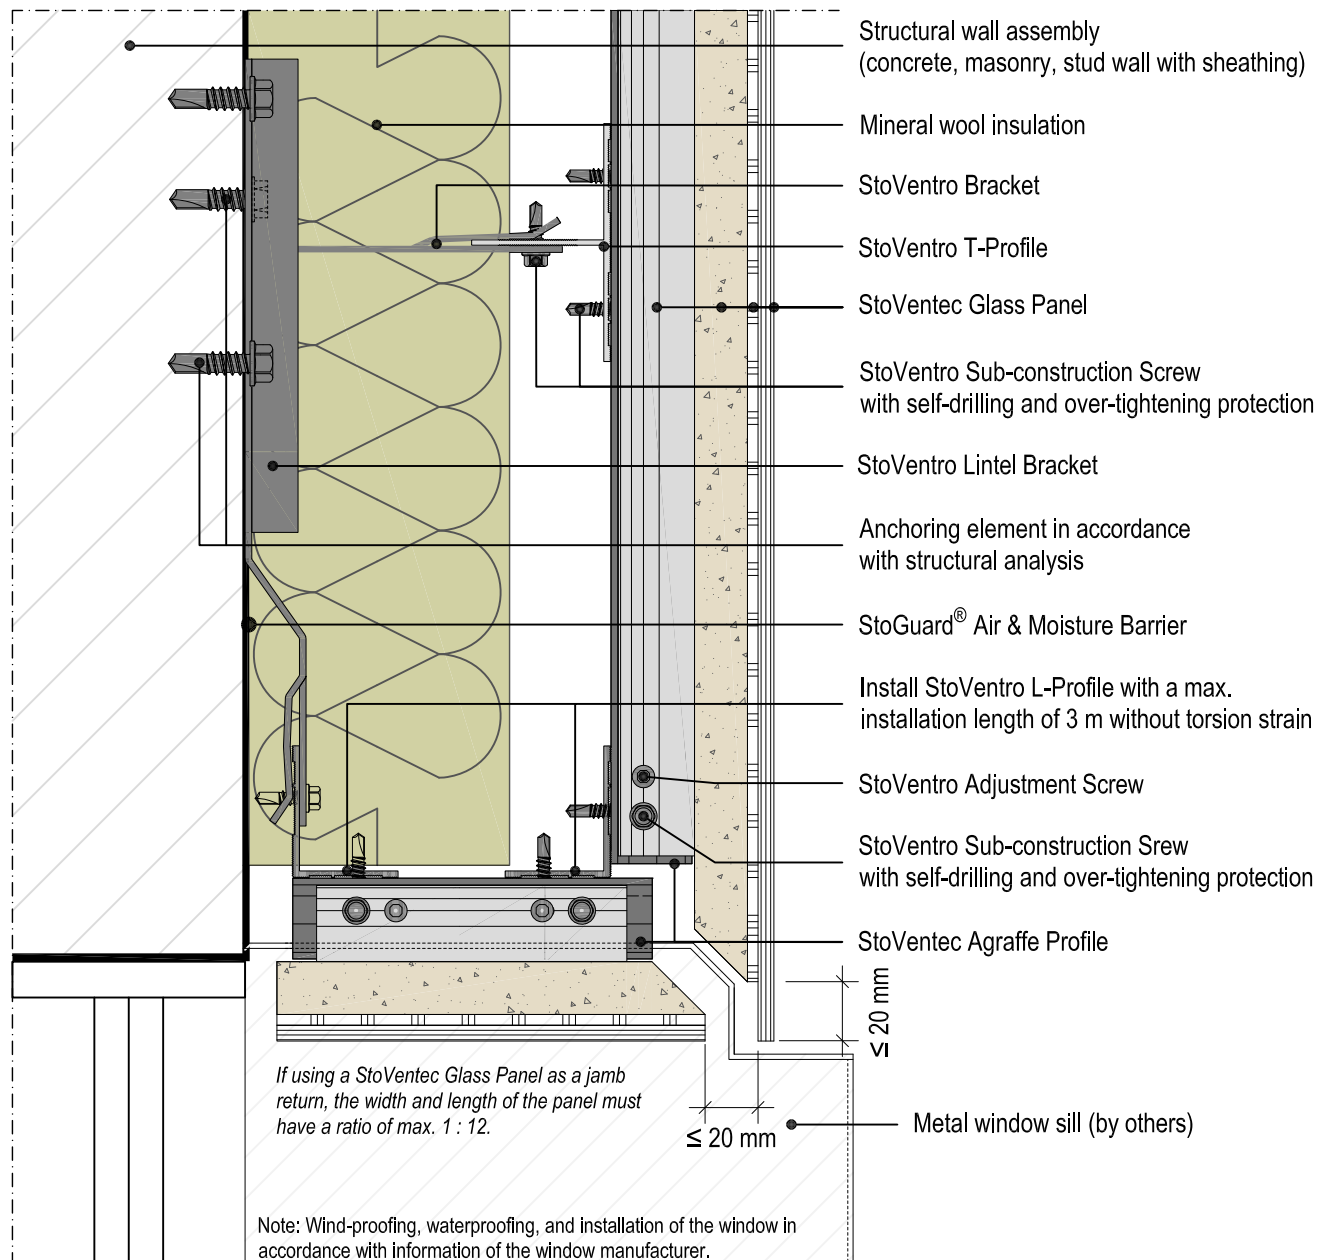 Structural wall assembly
(concrete, masonry, stud wall with sheathing)
Mineral wool insulation
StoVentro Bracket
StoVentro T-Profile
StoVentec Glass Panel
StoVentro Sub-construction Screw
with self-drilling and over-tightening protection
StoVentro Lintel Bracket
Anchoring element in accordance
with structural analysis
StoGuard® Air & Moisture Barrier
Install StoVentro L-Profile with a max.
installation length of 3 m without torsion strain
StoVentro Adjustment Screw
StoVentro Sub-construction Srew
with self-drilling and over-tightening protection
StoVentec Agraffe Profile
≤ 20 mm
If using a StoVentec Glass Panel as a jamb
return, the width and length of the panel must
have a ratio of max. 1 : 12.
≤ 20 mm
Metal window sill (by others)
Note: Wind-proofing, waterproofing, and installation of the window in
accordance with information of the window manufacturer.